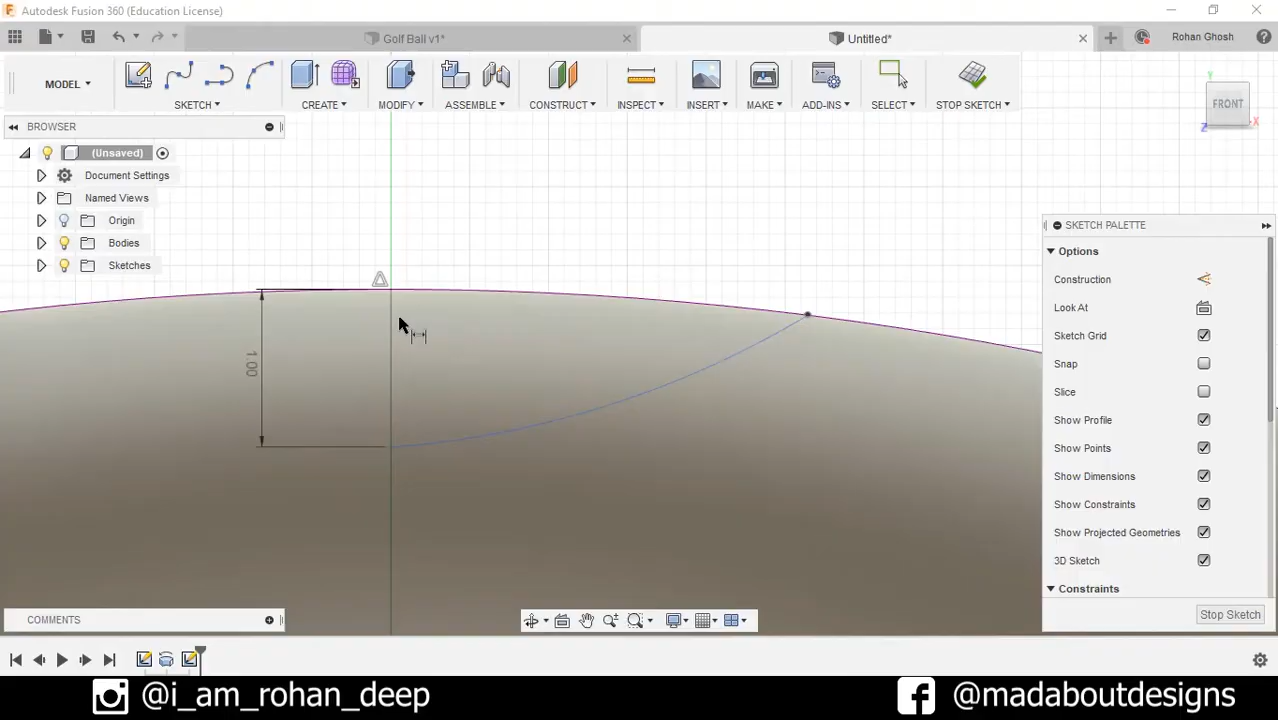 Autodesk Fusion 360 (Education License)
Golf Ball v1*
Untitled*
Rohan Ghosh
MODEL
SKETCH
CREATE
MODIFY
ASSEMBLE
CONSTRUCT
INSPECT
INSERT
MAKE
ADD-INS
SELECT
STOP SKETCH
FRONT
Y
X
Z
BROWSER
(Unsaved)
Document Settings
Named Views
Origin
Bodies
Sketches
1.00
SKETCH PALETTE
Options
Construction
Look At
Sketch Grid
Snap
Slice
Show Profile
Show Points
Show Dimensions
Show Constraints
Show Projected Geometries
3D Sketch
Constraints
Stop Sketch
COMMENTS
@i_am_rohan_deep
@madaboutdesigns